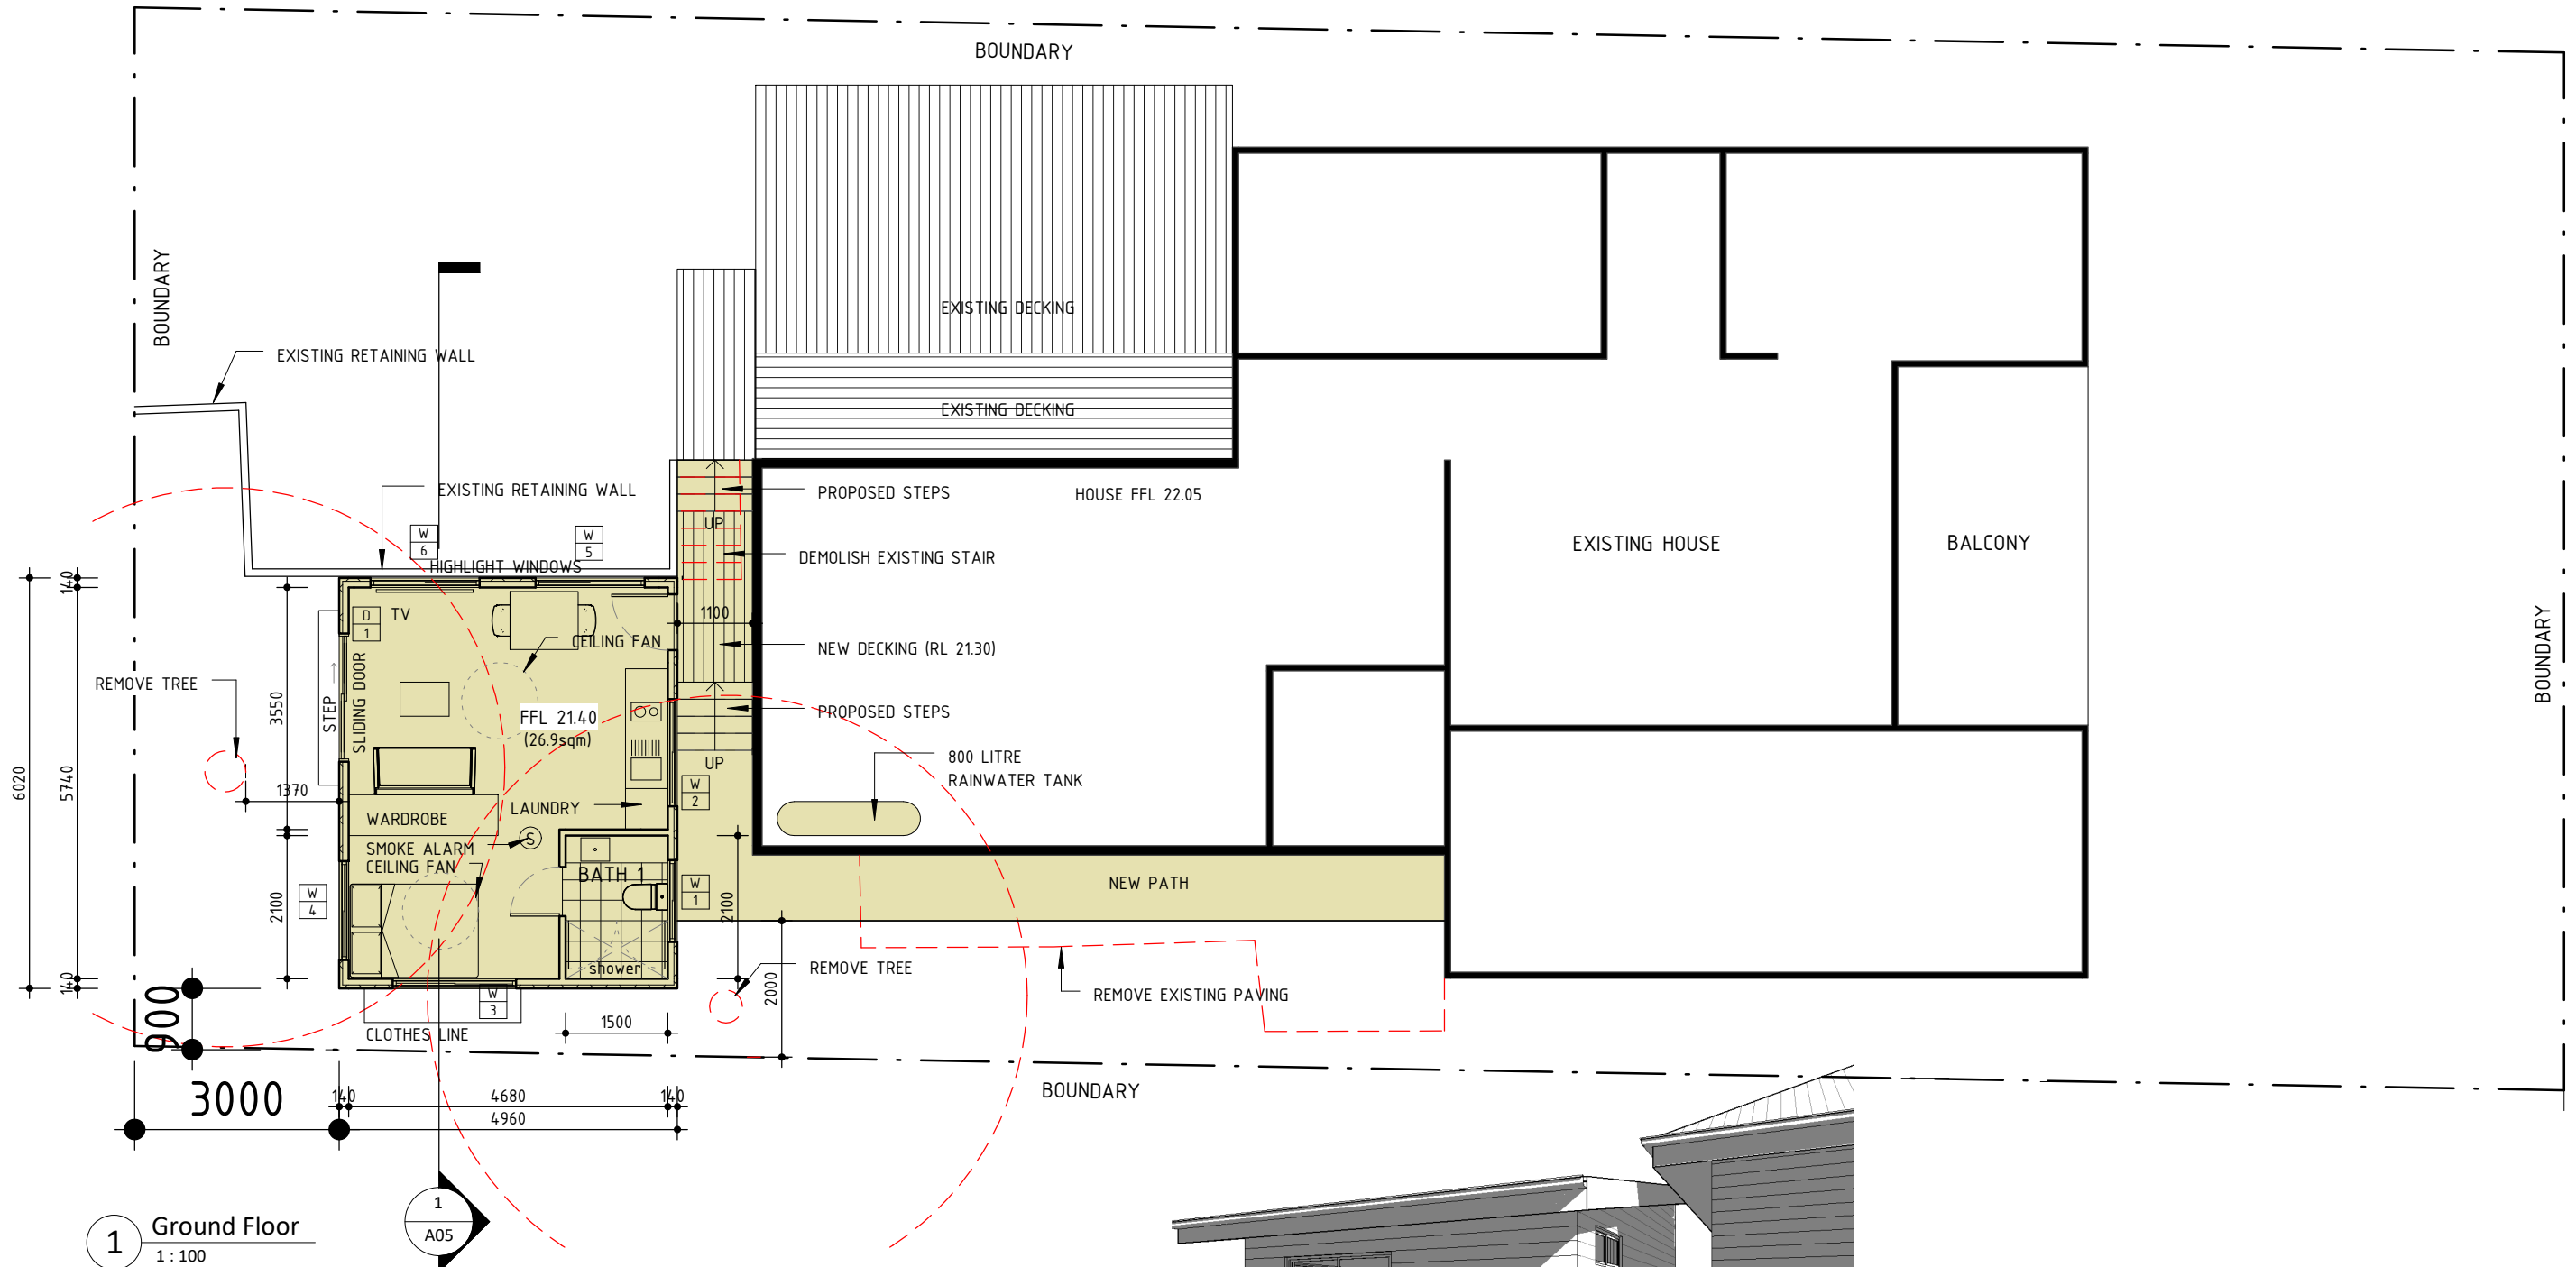 BOUNDARY
BOUNDARY
EXISTING DECKING
EXISTING RETAINING WALL
EXISTING DECKING
EXISTING RETAINING WALL
PROPOSED STEPS
HOUSE FFL 22.05
UP
W
6
W
5
HIGHLIGHT WINDOWS
DEMOLISH EXISTING STAIR
EXISTING HOUSE
BALCONY
140
140
D
1
TV
1100
CEILING FAN
NEW DECKING (RL 21.30)
BOUNDARY
REMOVE TREE
STEP
SLIDING DOOR
3550
FFL 21.40
(26.9sqm)
PROPOSED STEPS
6020
5740
1370
UP
800 LITRE
RAINWATER TANK
W
2
LAUNDRY
WARDROBE
S
SMOKE ALARM
CEILING FAN
BATH 1
W
4
2100
W
1
2100
NEW PATH
shower
REMOVE TREE
2000
REMOVE EXISTING PAVING
140
900
W
3
1500
CLOTHES LINE
BOUNDARY
3000
140
4680
140
4960
1
Ground Floor
1 : 100
1
A05